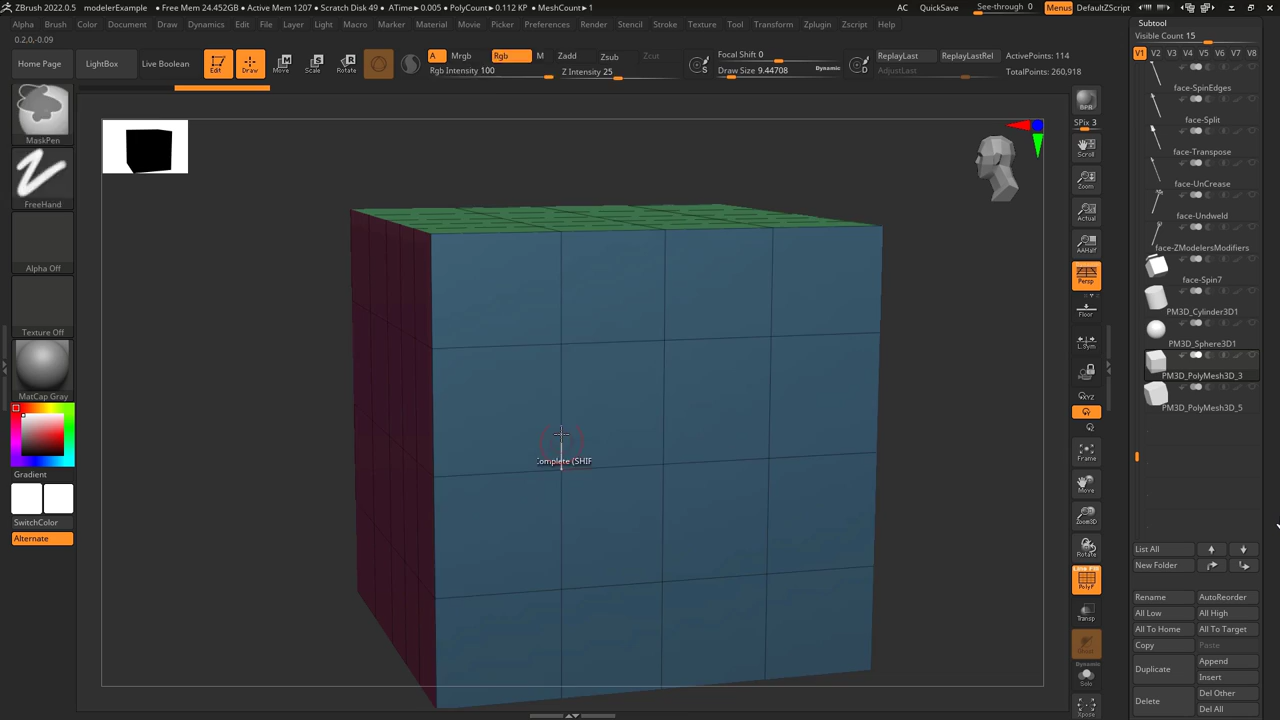 ZBrush 2022.0.5 modelerExample • Free Mem 24.452GB • Active Mem 1207 • Scratch Disk 49 • ATime▸0.005 • PolyCount▸0.112 KP • MeshCount▸1 AC QuickSave See-through 0 Menus DefaultZScript
Alpha Brush Color Document Draw Dynamics Edit File Layer Light Macro Marker Material Movie Picker Preferences Render Stencil Stroke Texture Tool Transform Zplugin Zscript Help
0.2,0,-0.09
Home Page
LightBox
Live Boolean
Edit
Draw
Move
Scale
Rotate
A
Mrgb
Rgb
M
Zadd
Zsub
Zcut
Rgb Intensity 100
Z Intensity 25
S
Focal Shift 0
Draw Size 9.44708
Dynamic
D
ReplayLast
ReplayLastRel
AdjustLast
ActivePoints: 114
TotalPoints: 260,918
MaskPen
FreeHand
Alpha Off
Texture Off
MatCap Gray
Gradient
SwitchColor
Alternate
Complete (SHIF
BPR
SPix 3
Scroll
Zoom
Actual
AAHalf
Persp
Floor
L.Sym
XYZ
Y
Z
Frame
Move
Zoom3D
Rotate
Line Fill
PolyF
Transp
Ghost
Dynamic
Solo
Xpose
Subtool
Visible Count 15
V1 V2 V3 V4 V5 V6 V7 V8
face-SpinEdges
face-Split
face-Transpose
face-UnCrease
face-Undweld
face-ZModelersModifiers
face-Spin7
PM3D_Cylinder3D1
PM3D_Sphere3D1
PM3D_PolyMesh3D_3
PM3D_PolyMesh3D_5
List All
New Folder
Rename
AutoReorder
All Low
All High
All To Home
All To Target
Copy
Paste
Duplicate
Append
Insert
Delete
Del Other
Del All